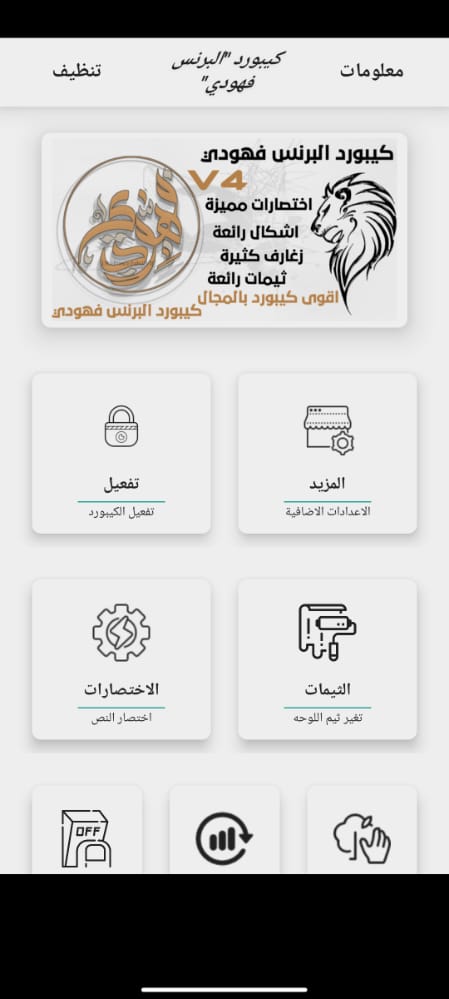 معلومات
كيبورد "البرنس
فهودي"
تنظيف
كيبورد البرنس فهودي
V4
اختصارات مميزة
اشكال رائعة
زغارف كثيرة
ثيمات رائعة
اقوى كيبورد بالمجال
كيبورد البرنس فهودي
المزيد
الاعدادات الاضافية
تفعيل
تفعيل الكيبورد
الثيمات
تغير ثيم اللوحه
الاختصارات
اختصار النص
OFF